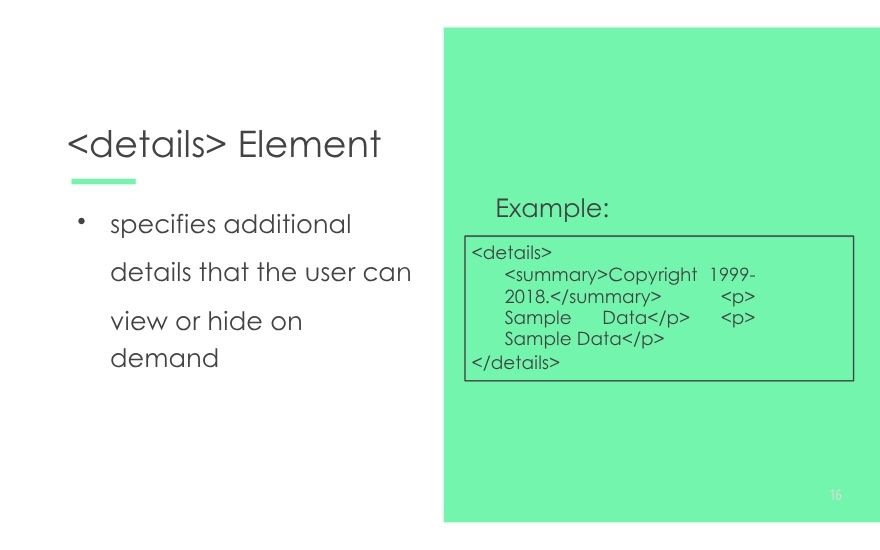 <details> Element
• specifies additional
details that the user can
view or hide on
demand
Example:
<details>
<summary>Copyright 1999-
2018.</summary> <p>
Sample Data</p> <p>
Sample Data</p>
</details>
16